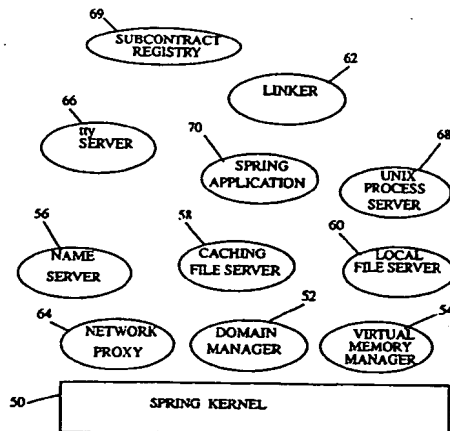 69
SUBCONTRACT
REGISTRY
62
LINKER
66
tty
SERVER
70
SPRING
APPLICATION
68
UNIX
PROCESS
SERVER
56
NAME
SERVER
58
CACHING
FILE SERVER
60
LOCAL
FILE SERVER
64
NETWORK
PROXY
52
DOMAIN
MANAGER
54
VIRTUAL
MEMORY
MANAGER
50
SPRING KERNEL